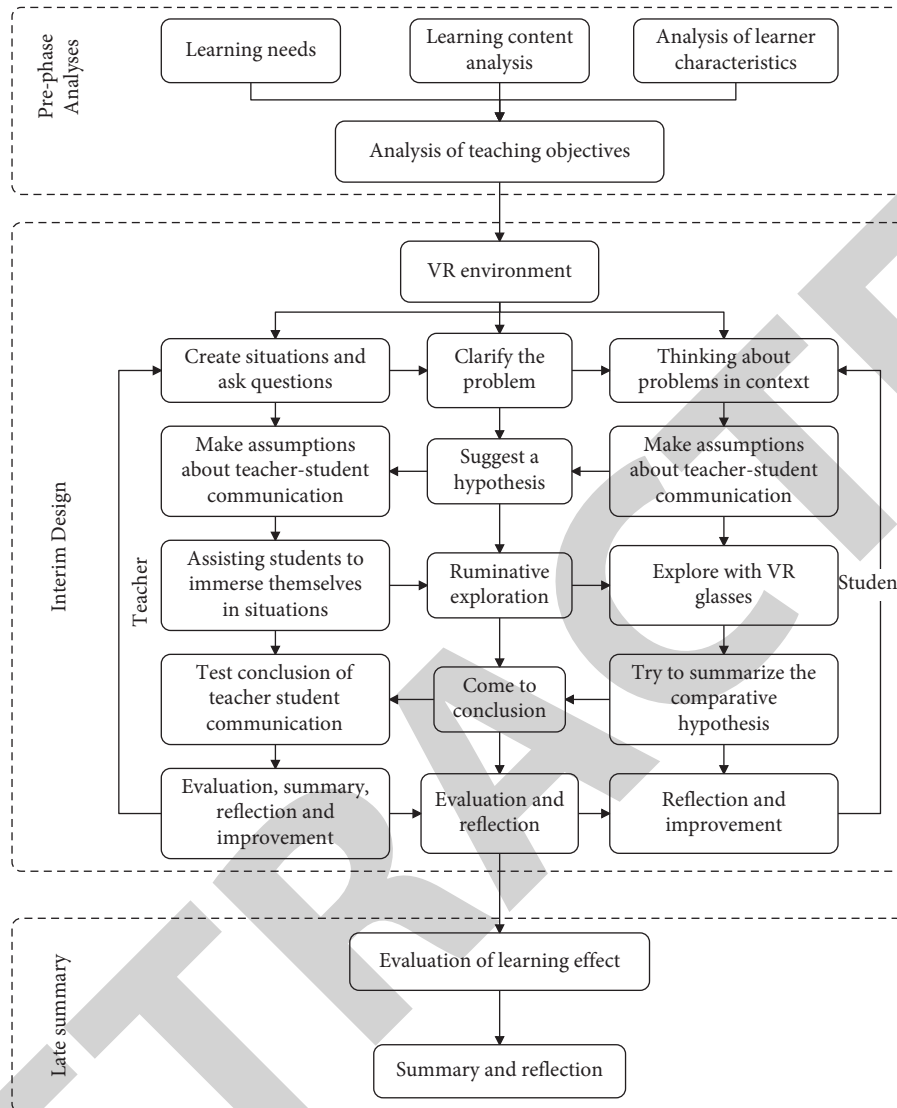 Pre-phase
Analyses
Learning needs
Learning content
analysis
Analysis of learner
characteristics
Analysis of teaching objectives
Interim Design
VR environment
Create situations and
ask questions
Clarify the
problem
Thinking about
problems in context
Make assumptions
about teacher-student
communication
Suggest a
hypothesis
Make assumptions
about teacher-student
communication
Teacher
Assisting students to
immerse themselves
in situations
Ruminative
exploration
Explore with VR
glasses
Student
Test conclusion of
teacher student
communication
Come to
conclusion
Try to summarize the
comparative
hypothesis
Evaluation, summary,
reflection and
improvement
Evaluation and
reflection
Reflection and
improvement
Late summary
Evaluation of learning effect
Summary and reflection
TRACT